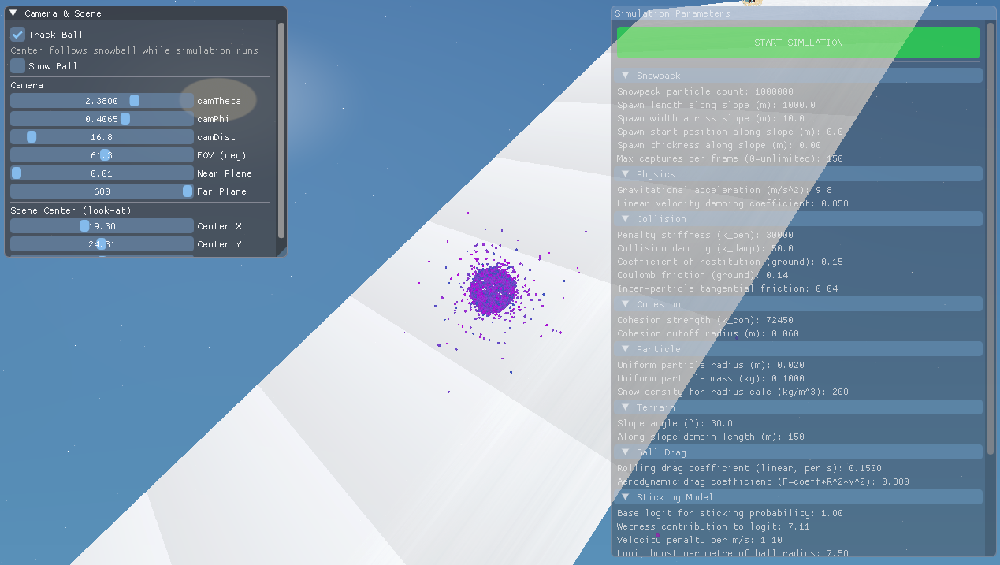 Camera & Scene
Track Ball
Center follows snowball while simulation runs
Show Ball
Camera
2.3800 camTheta
0.4065 camPhi
16.8 camDist
61.3 FOV (deg)
0.01 Near Plane
600 Far Plane
Scene Center (look-at)
19.30 Center X
24.31 Center Y
Simulation Parameters
START SIMULATION
Snowpack
Snowpack particle count: 1000000
Spawn length along slope (m): 1000.0
Spawn width across slope (m): 10.0
Spawn start position along slope (m): 0.0
Spawn thickness along slope (m): 0.00
Max captures per frame (0=unlimited): 150
Physics
Gravitational acceleration (m/s^2): 9.8
Linear velocity damping coefficient: 0.050
Collision
Penalty stiffness (k_pen): 30000
Collision damping (k_damp): 50.0
Coefficient of restitution (ground): 0.15
Coulomb friction (ground): 0.14
Inter-particle tangential friction: 0.04
Cohesion
Cohesion strength (k_coh): 72450
Cohesion cutoff radius (m): 0.060
Particle
Uniform particle radius (m): 0.020
Uniform particle mass (kg): 0.1000
Snow density for radius calc (kg/m^3): 200
Terrain
Slope angle (°): 30.0
Along-slope domain length (m): 150
Ball Drag
Rolling drag coefficient (linear, per s): 0.1500
Aerodynamic drag coefficient (F=coeff*R^2*v^2): 0.300
Sticking Model
Base logit for sticking probability: 1.00
Wetness contribution to logit: 7.11
Velocity penalty per m/s: 1.10
Logit boost per metre of ball radius: 7.50